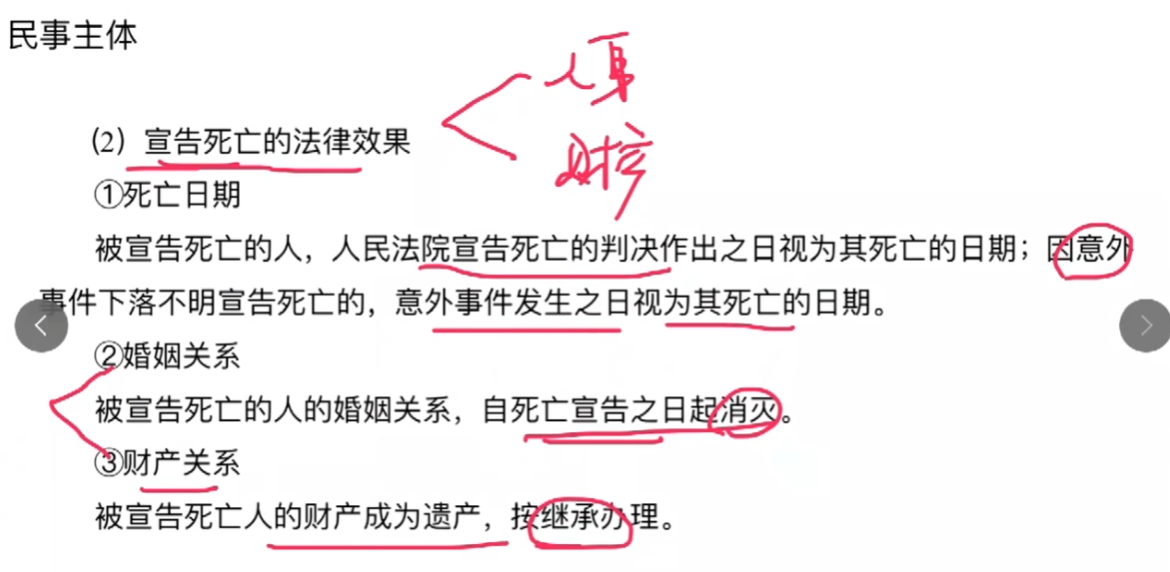 民事主体
人身
财产
（2）宣告死亡的法律效果
①死亡日期
被宣告死亡的人，人民法院宣告死亡的判决作出之日视为其死亡的日期；因意外
事件下落不明宣告死亡的，意外事件发生之日视为其死亡的日期。
②婚姻关系
被宣告死亡的人的婚姻关系，自死亡宣告之日起消灭。
③财产关系
被宣告死亡人的财产成为遗产，按继承办理。